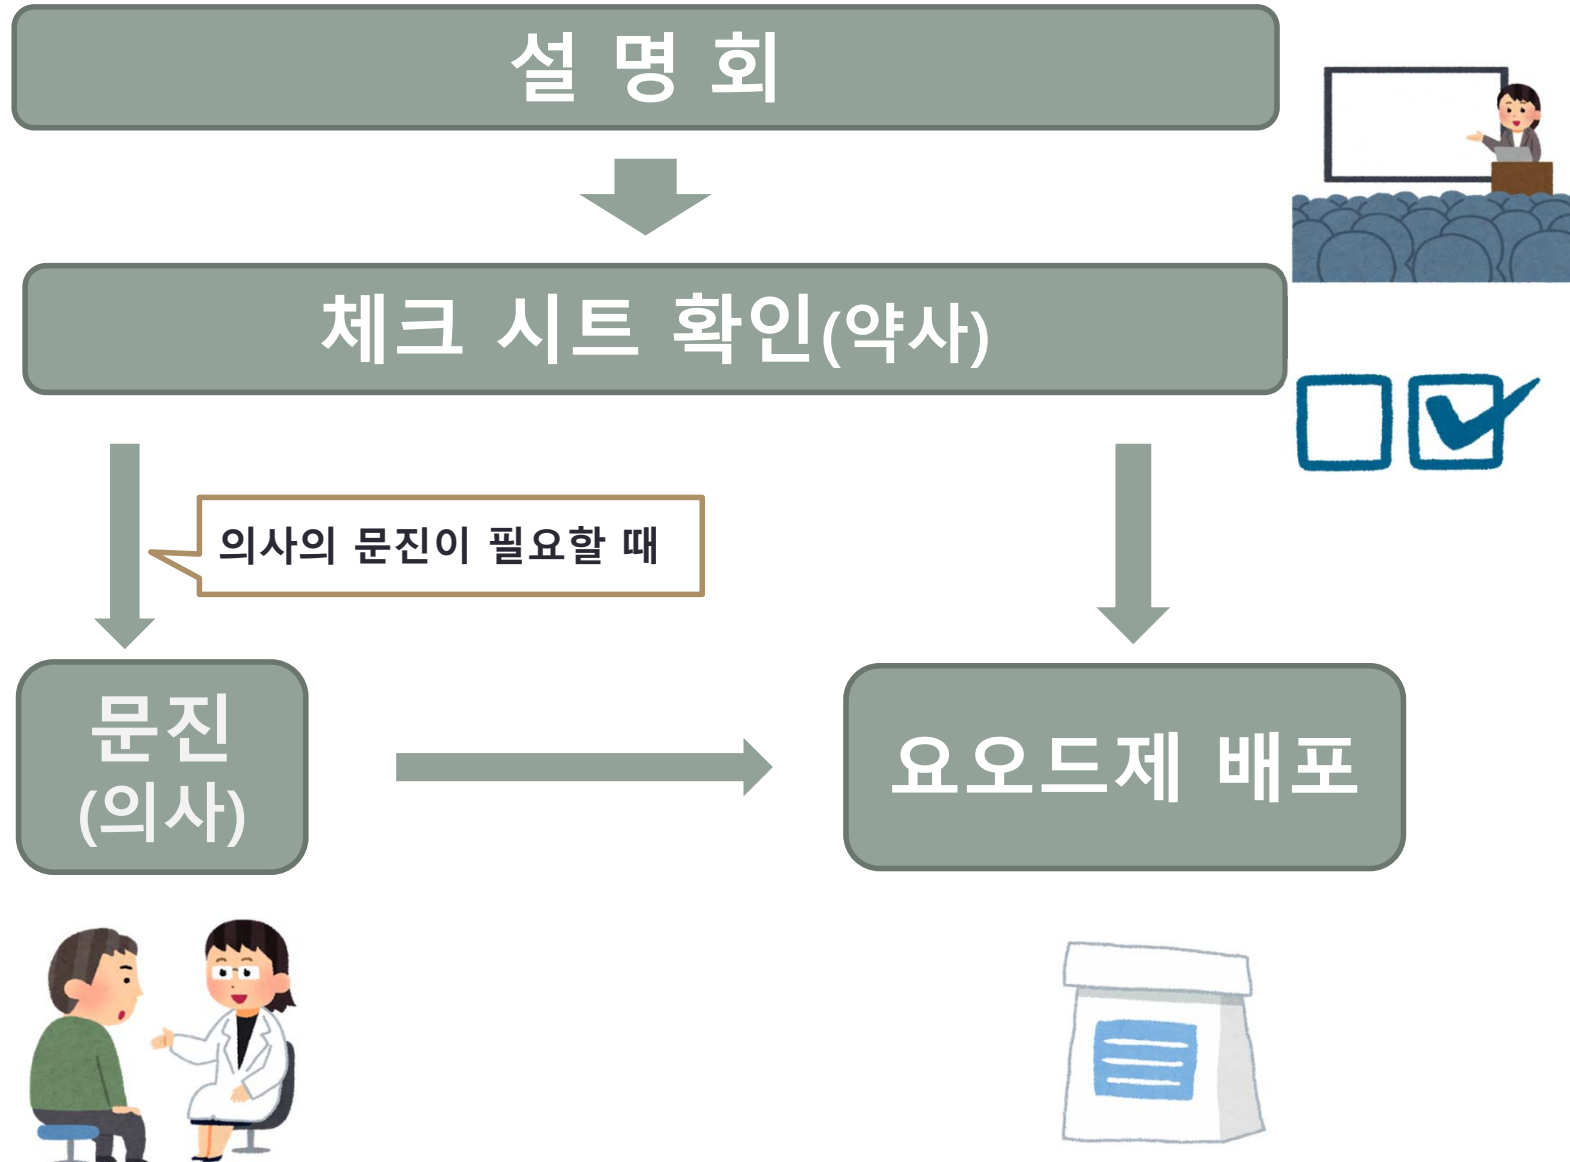 설 명 회
체크 시트 확인(약사)
의사의 문진이 필요할 때
문진
(의사)
요오드제 배포